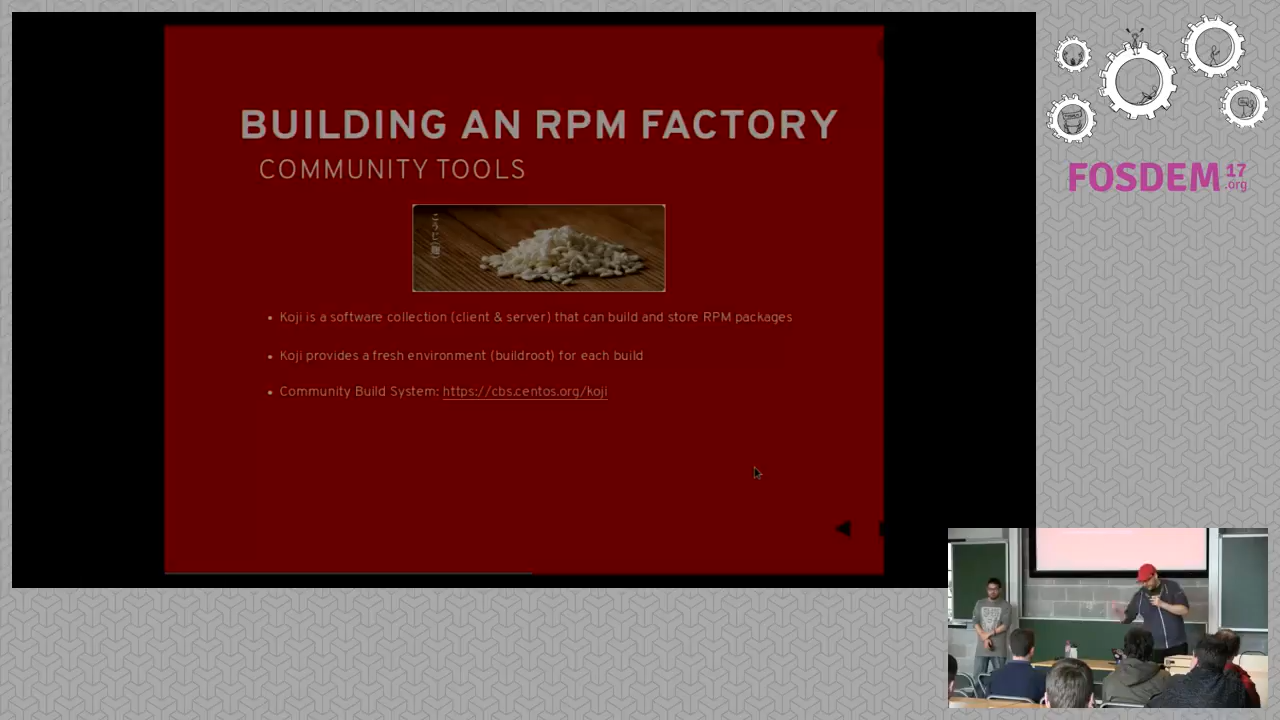 BUILDING AN RPM FACTORY
COMMUNITY TOOLS
Koji is a software collection (client & server) that can build and store RPM packages
Koji provides a fresh environment (buildroot) for each build
Community Build System: https://cbs.centos.org/koji
FOSDEM 17
.org